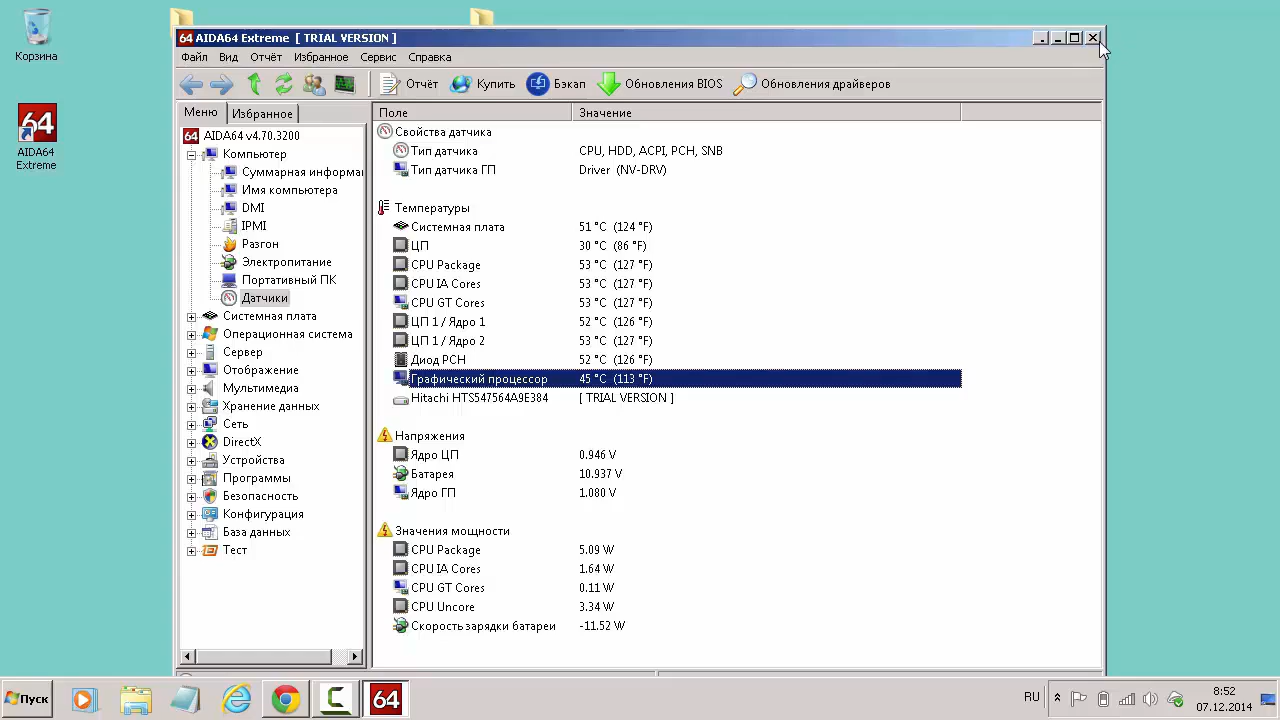 Корзина
64
AIDA64
Extreme
64 AIDA64 Extreme [ TRIAL VERSION ]
Файл Вид Отчёт Избранное Сервис Справка
Отчёт Купить Бэкап Обновления BIOS Обновления драйверов
Меню Избранное
64 AIDA64 v4.70.3200
Компьютер
Суммарная информа
Имя компьютера
DMI
IPMI
Разгон
Электропитание
Портативный ПК
Датчики
Системная плата
Операционная система
Сервер
Отображение
Мультимедиа
Хранение данных
Сеть
DirectX
Устройства
Программы
Безопасность
Конфигурация
База данных
Тест
Поле Значение
Свойства датчика
Тип датчика CPU, HDD, ACPI, PCH, SNB
Тип датчика ГП Driver (NV-DRV)
Температуры
Системная плата 51 °C (124 °F)
ЦП 30 °C (86 °F)
CPU Package 53 °C (127 °F)
CPU IA Cores 53 °C (127 °F)
CPU GT Cores 53 °C (127 °F)
ЦП 1 / Ядро 1 52 °C (126 °F)
ЦП 1 / Ядро 2 53 °C (127 °F)
Диод PCH 52 °C (126 °F)
Графический процессор 45 °C (113 °F)
Hitachi HTS547564A9E384 [ TRIAL VERSION ]
Напряжения
Ядро ЦП 0.946 V
Батарея 10.937 V
Ядро ГП 1.080 V
Значения мощности
CPU Package 5.09 W
CPU IA Cores 1.64 W
CPU GT Cores 0.11 W
CPU Uncore 3.34 W
Скорость зарядки батареи -11.52 W
Пуск 64 RU 8:52
07.12.2014